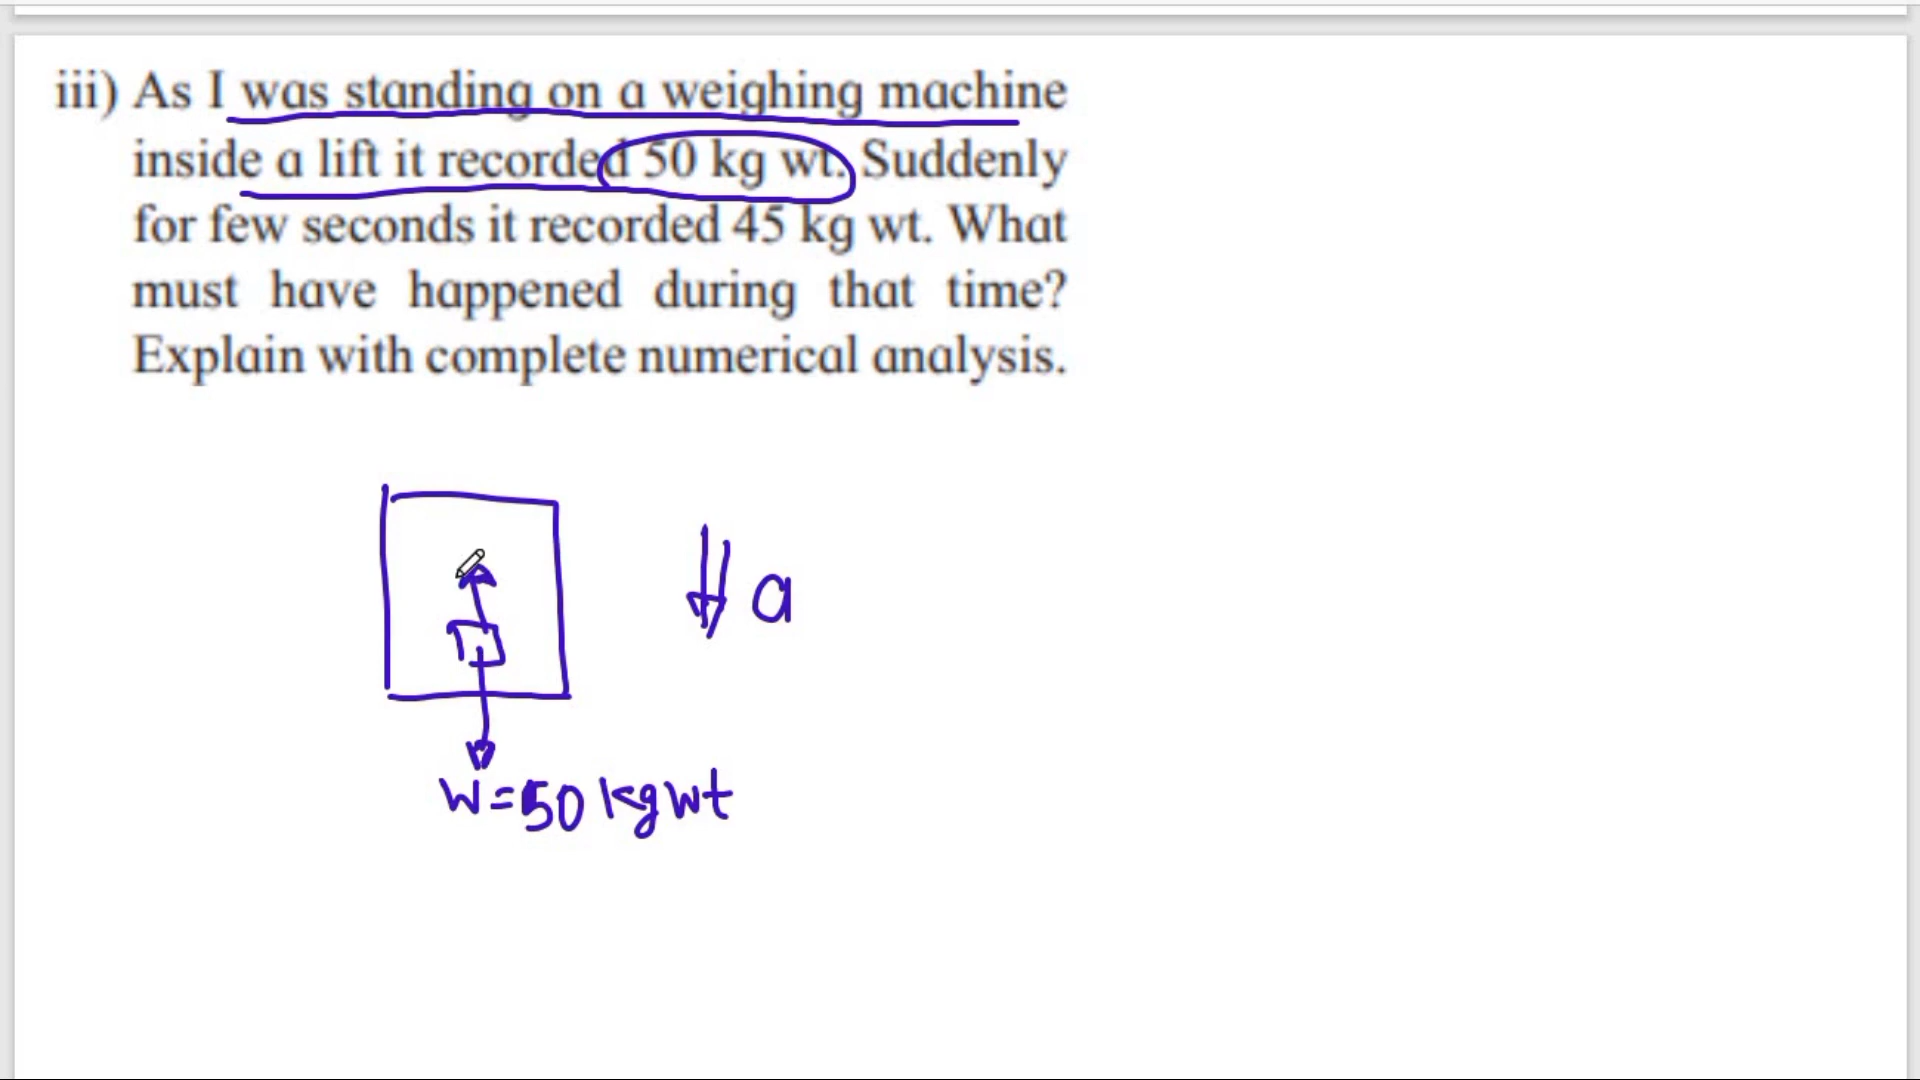 iii) As I was standing on a weighing machine
inside a lift it recorded 50 kg wt. Suddenly
for few seconds it recorded 45 kg wt. What
must have happened during that time?
Explain with complete numerical analysis.
a
W=50 kgwt